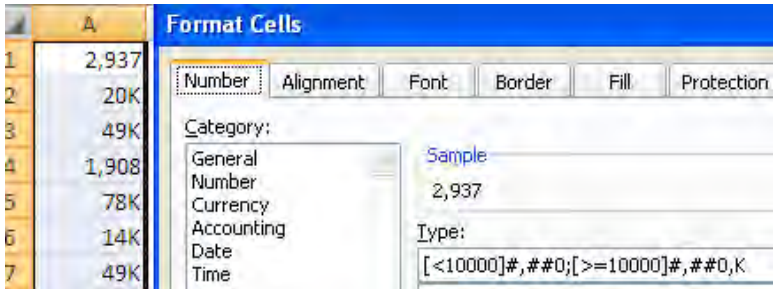 A
Format Cells
1 2,937
Number Alignment Font Border Fill Protection
2 20K
3 49K
Category:
General
Sample
4 1,908
Number
2,937
5 78K
Currency
Accounting
Type:
6 14K
Date
[<10000]#,##0;[>=10000]#,##0,K
7 49K
Time